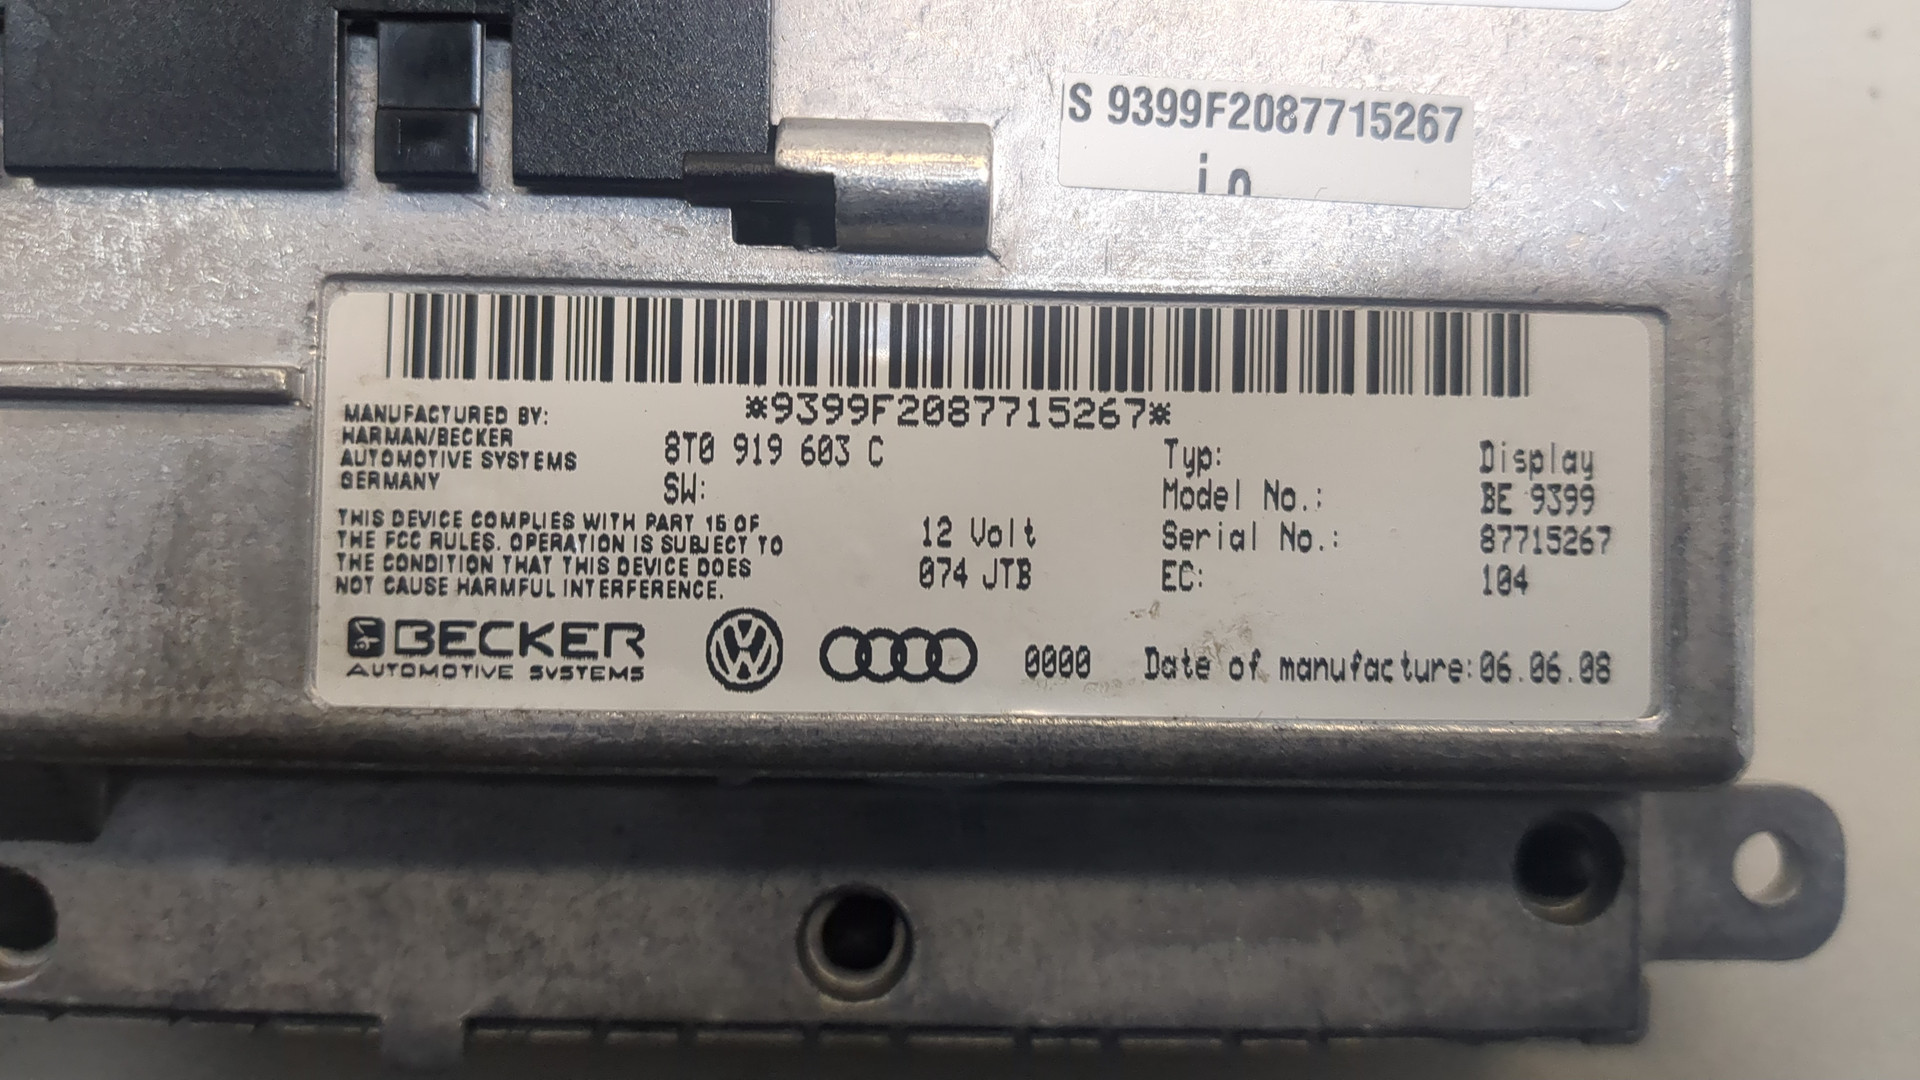 S 9399F2087715267
i.o
*9399F2087715267*
MANUFACTURED BY:
HARMAN/BECKER
AUTOMOTIVE SYSTEMS
GERMANY
8T0 919 603 C
SW:
THIS DEVICE COMPLIES WITH PART 15 OF
THE FCC RULES. OPERATION IS SUBJECT TO
THE CONDITION THAT THIS DEVICE DOES
NOT CAUSE HARMFUL INTERFERENCE.
12 Volt
074 JTB
Typ: Display
Model No.: BE 9399
Serial No.: 87715267
EC: 104
BECKER
AUTOMOTIVE SYSTEMS
VW
0000
Date of manufacture: 06.06.08